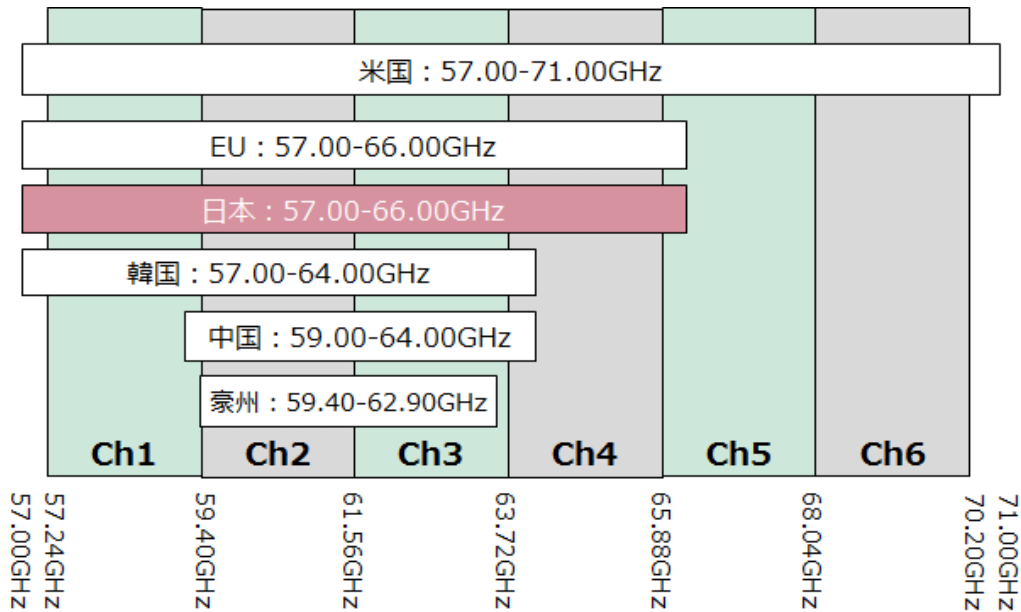 米国：57.00-71.00GHz
EU：57.00-66.00GHz
日本：57.00-66.00GHz
韓国：57.00-64.00GHz
中国：59.00-64.00GHz
豪州：59.40-62.90GHz
Ch1
Ch2
Ch3
Ch4
Ch5
Ch6
57.00GHz
57.24GHz
59.40GHz
61.56GHz
63.72GHz
65.88GHz
68.04GHz
70.20GHz
71.00GHz